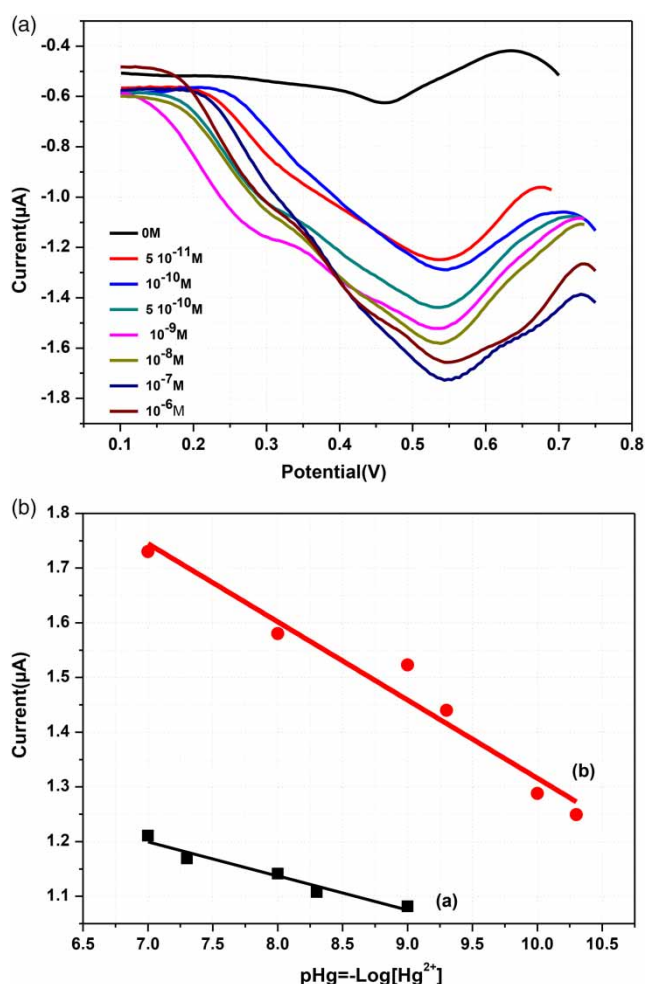 (a)
-0.4
-0.6
-0.8
-1.0
-1.2
-1.4
-1.6
-1.8
Current(µA)
0M
5 10⁻¹¹M
10⁻¹⁰M
5 10⁻¹⁰M
10⁻⁹M
10⁻⁸M
10⁻⁷M
10⁻⁶M
0.1 0.2 0.3 0.4 0.5 0.6 0.7 0.8
Potential(V)
(b)
1.8
1.7
1.6
1.5
1.4
1.3
1.2
1.1
Current(µA)
(b)
(a)
6.5 7.0 7.5 8.0 8.5 9.0 9.5 10.0 10.5
pHg=-Log[Hg²⁺]